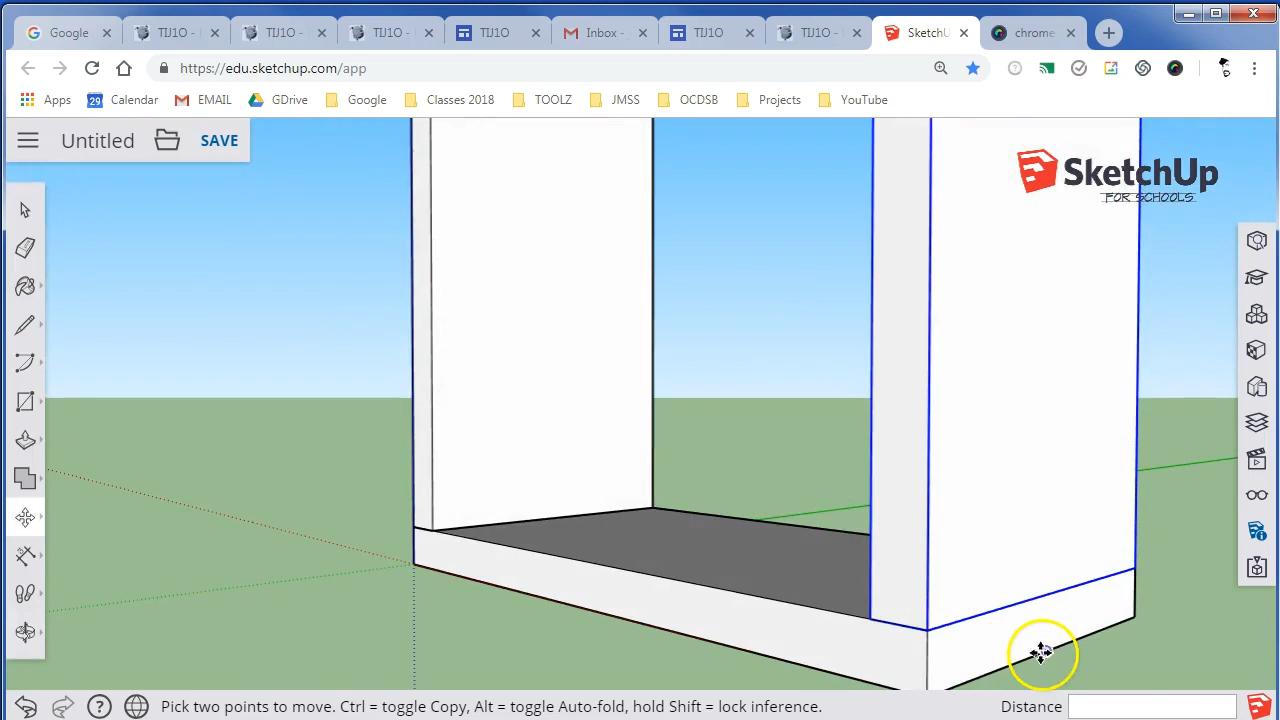 Google
TIJ1O
TIJ1O -
TIJ1O -
TIJ1O
Inbox -
TIJ1O
TIJ1O -
SketchU
chrome
https://edu.sketchup.com/app
Apps
29
Calendar
EMAIL
GDrive
Google
Classes 2018
TOOLZ
JMSS
OCDSB
Projects
YouTube
Untitled
SAVE
SketchUp
FOR SCHOOLS
Pick two points to move. Ctrl = toggle Copy, Alt = toggle Auto-fold, hold Shift = lock inference.
Distance